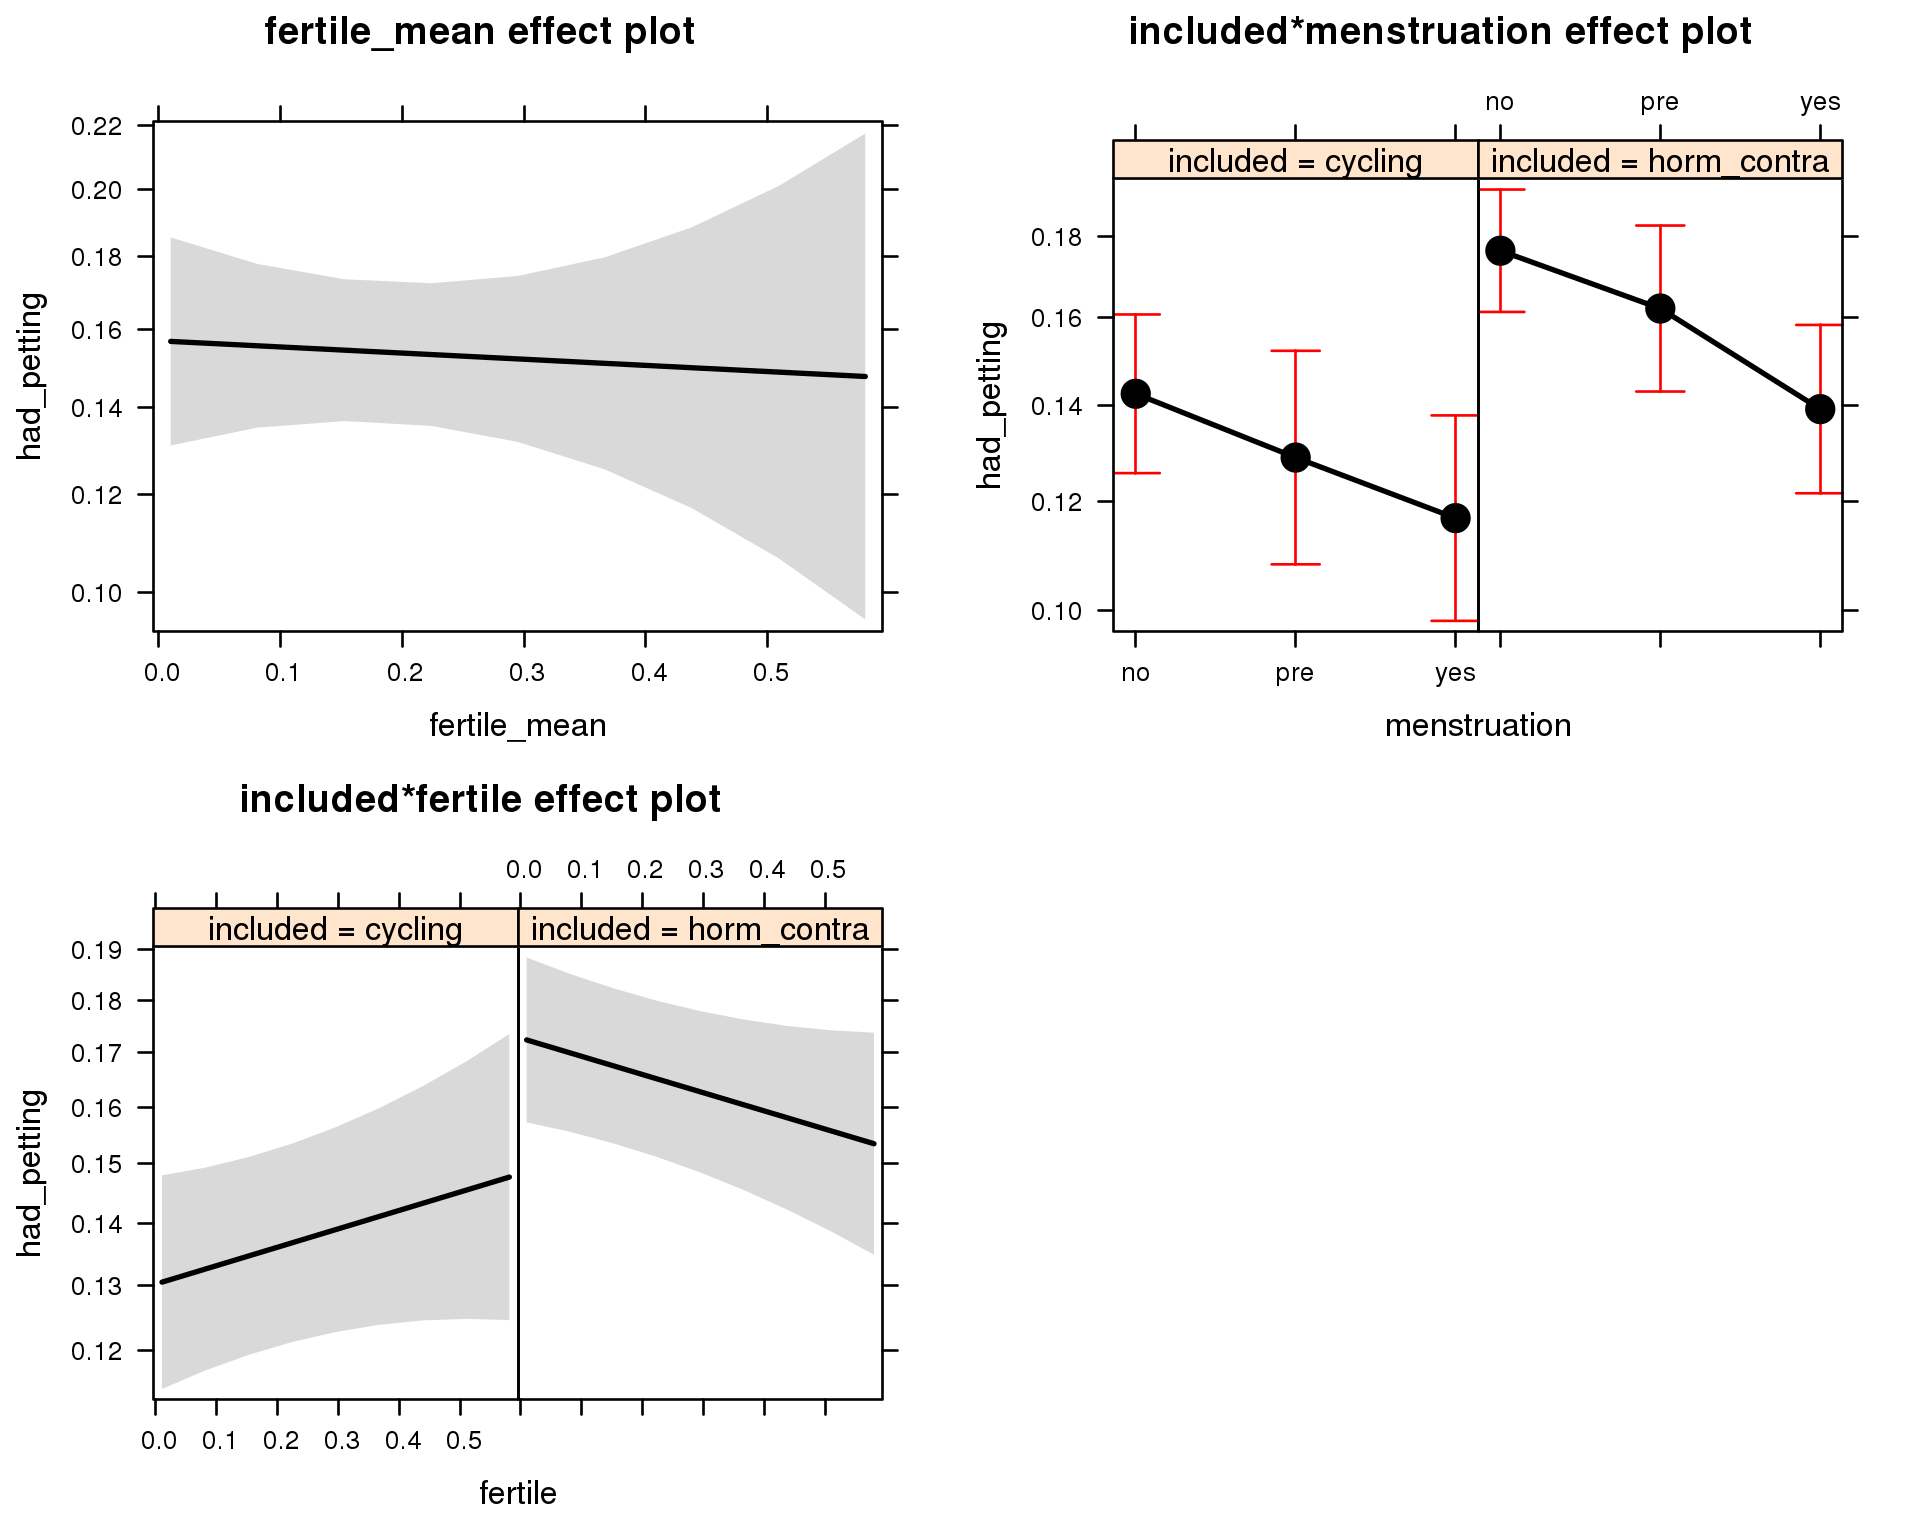 fertile_mean effect plot
had_petting
0.22
0.20
0.18
0.16
0.14
0.12
0.10
0.0 0.1 0.2 0.3 0.4 0.5
fertile_mean
included*menstruation effect plot
no pre yes
included = cycling included = horm_contra
had_petting
0.18
0.16
0.14
0.12
0.10
no pre yes
menstruation
included*fertile effect plot
0.0 0.1 0.2 0.3 0.4 0.5
included = cycling included = horm_contra
had_petting
0.19
0.18
0.17
0.16
0.15
0.14
0.13
0.12
0.0 0.1 0.2 0.3 0.4 0.5
fertile